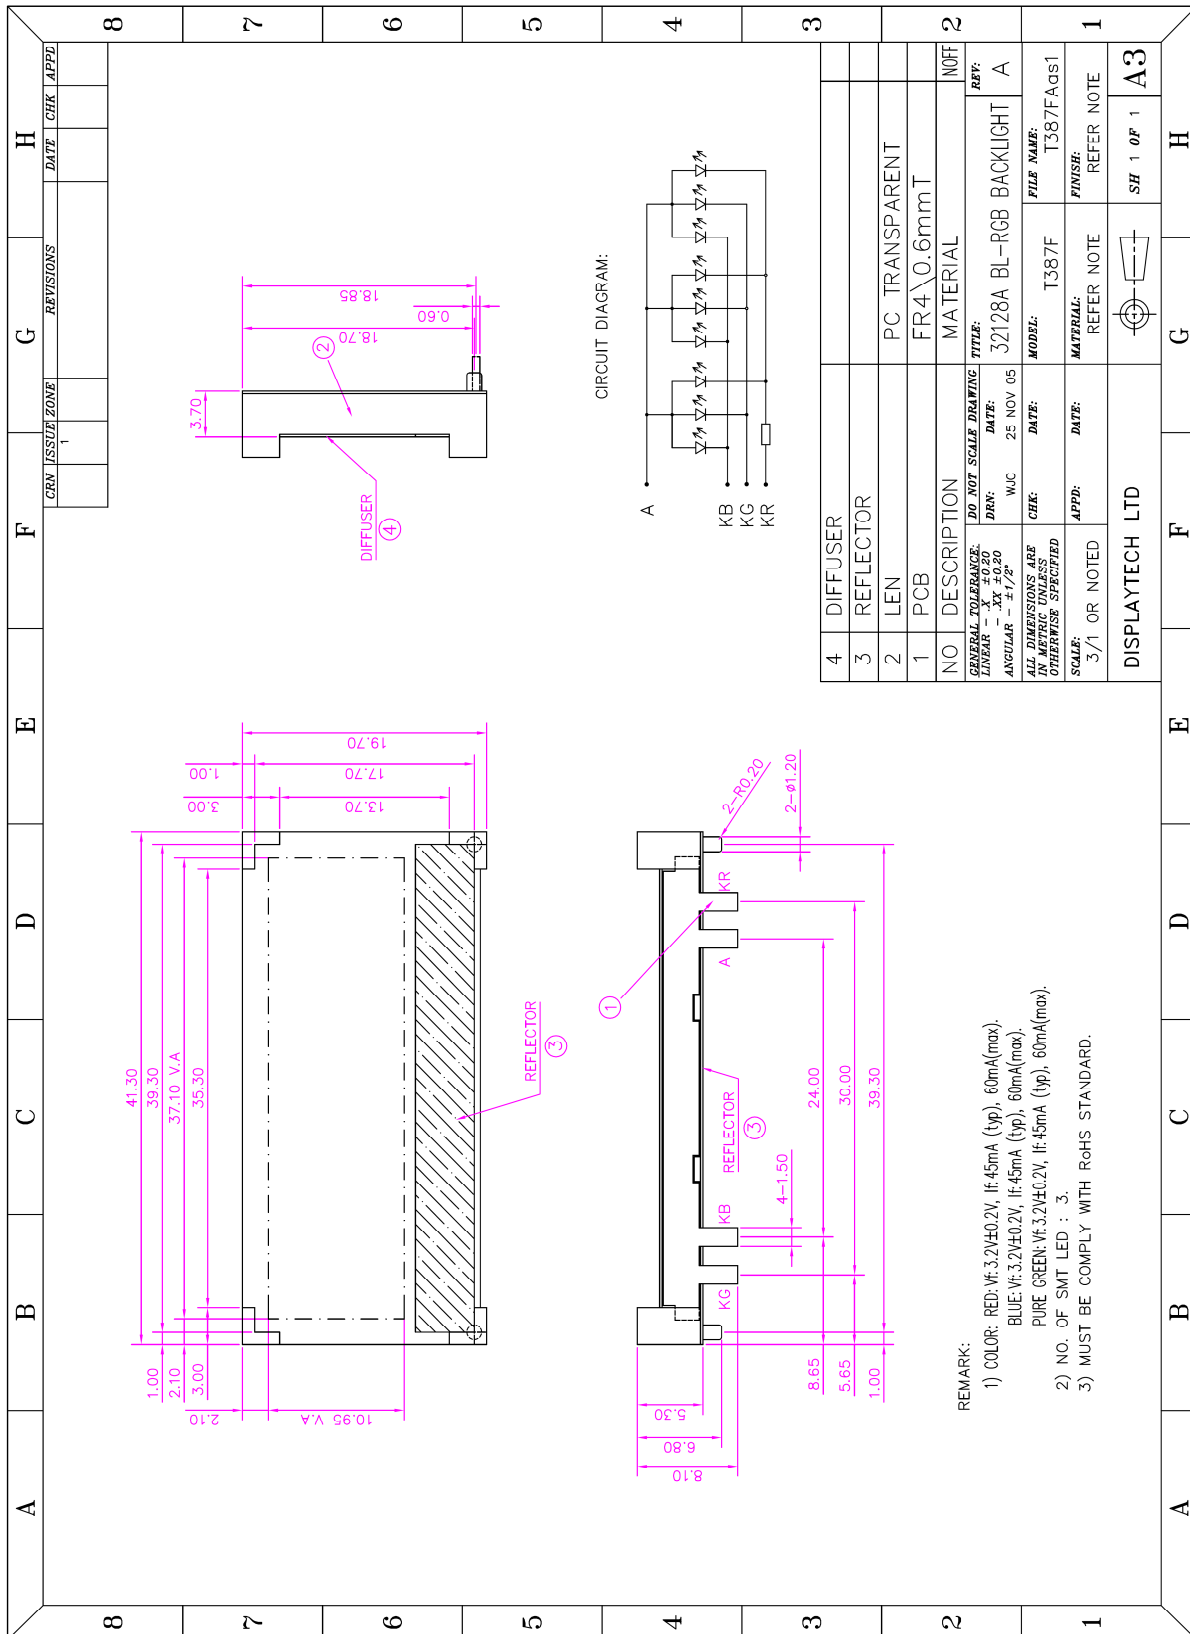 A B C D E F G H
8 7 6 5 4 3 2 1
CRN ISSUE ZONE REVISIONS DATE CHK APPD
1
41.30
39.30
37.10 V.A
35.30
1.00
2.10
3.00
2.10
10.95 V.A
3.00
13.70
1.00
17.70
19.70
REFLECTOR
3
3.70
18.70
18.85
0.60
2
DIFFUSER
4
5.30
6.80
8.10
KG
KB
A
KR
REFLECTOR
3
1
4-1.50
24.00
30.00
39.30
8.65
5.65
1.00
2-R0.20
2-ø1.20
CIRCUIT DIAGRAM:
A
KB
KG
KR
REMARK:
1) COLOR: RED: Vf:3.2V±0.2V, If:45mA (typ), 60mA(max).
BLUE: Vf:3.2V±0.2V, If:45mA (typ), 60mA(max).
PURE GREEN: Vf:3.2V±0.2V, If:45mA (typ), 60mA(max).
2) NO. OF SMT LED : 3.
3) MUST BE COMPLY WITH RoHS STANDARD.
4 DIFFUSER
3 REFLECTOR
2 LEN PC TRANSPARENT
1 PCB FR4\0.6mmT
NO DESCRIPTION MATERIAL NOFF
GENERAL TOLERANCE:
LINEAR - .X ±0.20
- .XX ±0.20
ANGULAR - ±1/2°
DO NOT SCALE DRAWING
DRN: WJC DATE: 25 NOV 05
TITLE:
32128A BL-RGB BACKLIGHT
REV:
A
ALL DIMENSIONS ARE
IN METRIC UNLESS
OTHERWISE SPECIFIED
CHK: DATE:
MODEL:
T387F
FILE NAME:
T387FAas1
SCALE:
3/1 OR NOTED
APPD: DATE:
MATERIAL:
REFER NOTE
FINISH:
REFER NOTE
DISPLAYTECH LTD
SH 1 OF 1
A3
8 7 6 5 4 3 2 1
A B C D E F G H